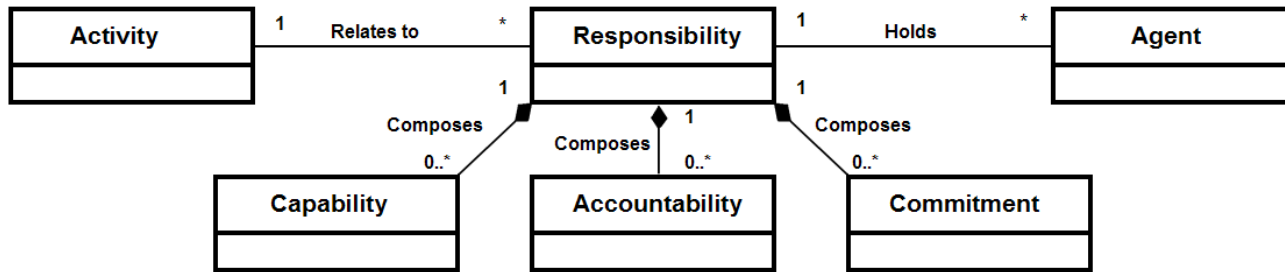 Activity
1
Relates to
*
Responsibility
1
Holds
*
Agent
1
1
1
Composes
Composes
Composes
0..*
0..*
0..*
Capability
Accountability
Commitment